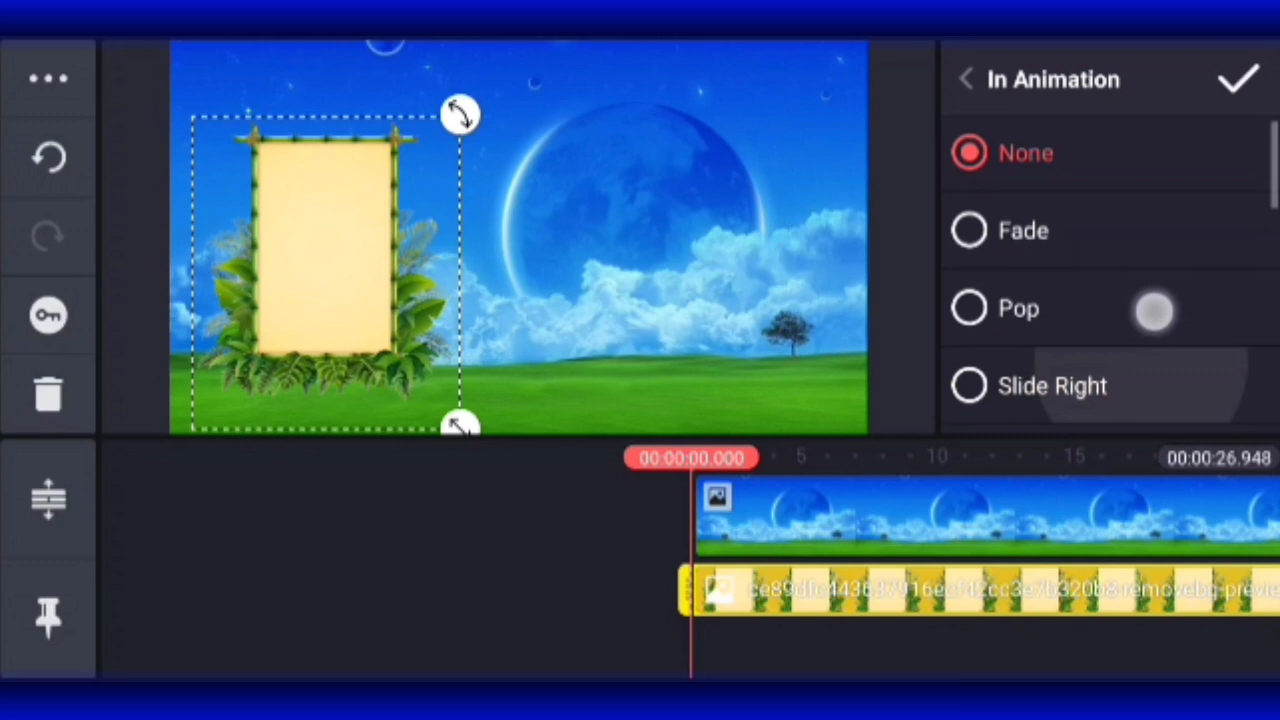 In Animation
None
Fade
Pop
Slide Right
00:00:00.000
5
10
15
00:00:26.948